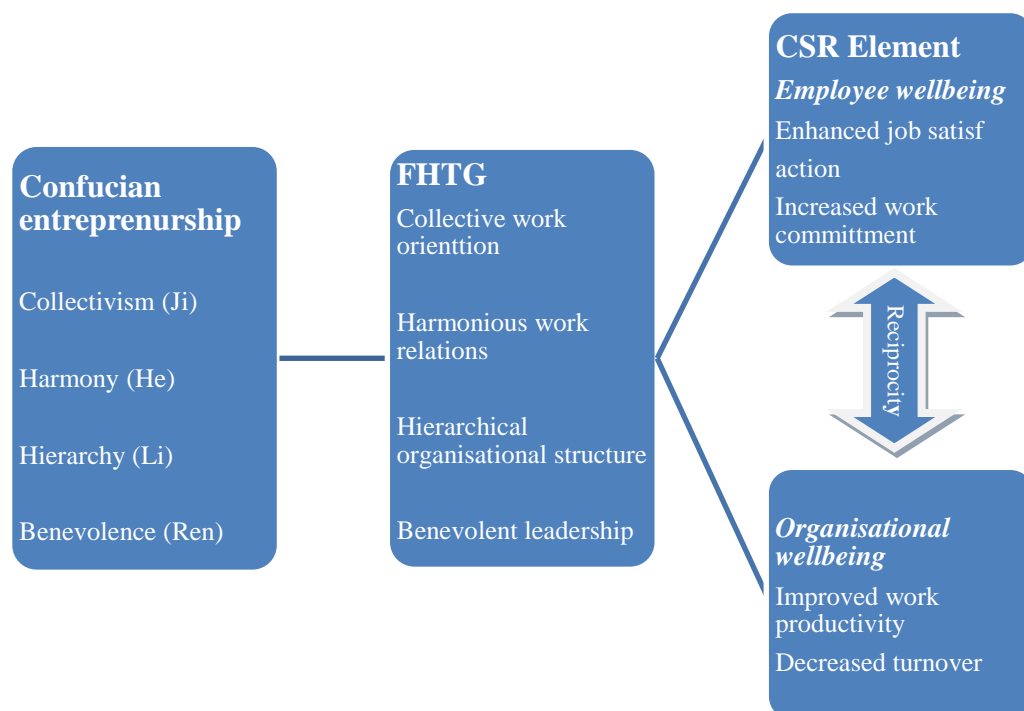 Confucian
entreprenurship
Collectivism (Ji)
Harmony (He)
Hierarchy (Li)
Benevolence (Ren)
FHTG
Collective work
orienttion
Harmonious work
relations
Hierarchical
organisational structure
Benevolent leadership
CSR Element
Employee wellbeing
Enhanced job satisf
action
Increased work
committment
Reciprocity
Organisational
wellbeing
Improved work
productivity
Decreased turnover